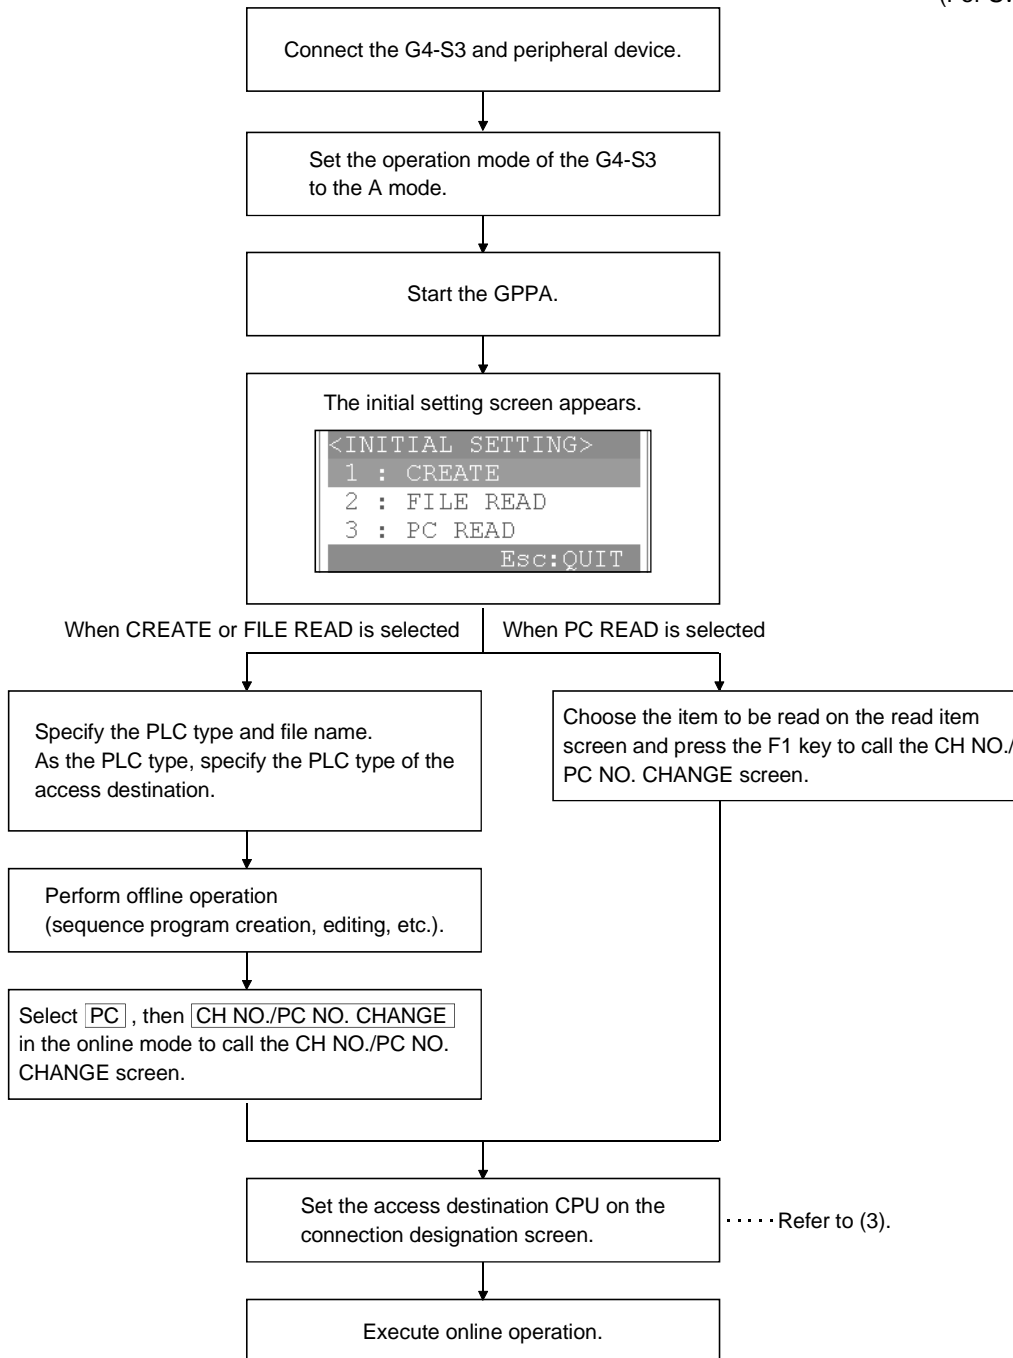 Connect the G4-S3 and peripheral device.
Set the operation mode of the G4-S3
to the A mode.
Start the GPPA.
The initial setting screen appears.
<INITIAL SETTING>
1 : CREATE
2 : FILE READ
3 : PC READ
Esc:QUIT
When CREATE or FILE READ is selected
When PC READ is selected
Specify the PLC type and file name.
As the PLC type, specify the PLC type of the
access destination.
Choose the item to be read on the read item
screen and press the F1 key to call the CH NO./
PC NO. CHANGE screen.
Perform offline operation
(sequence program creation, editing, etc.).
Select PC , then CH NO./PC NO. CHANGE
in the online mode to call the CH NO./PC NO.
CHANGE screen.
Set the access destination CPU on the
connection designation screen.
Refer to (3).
Execute online operation.